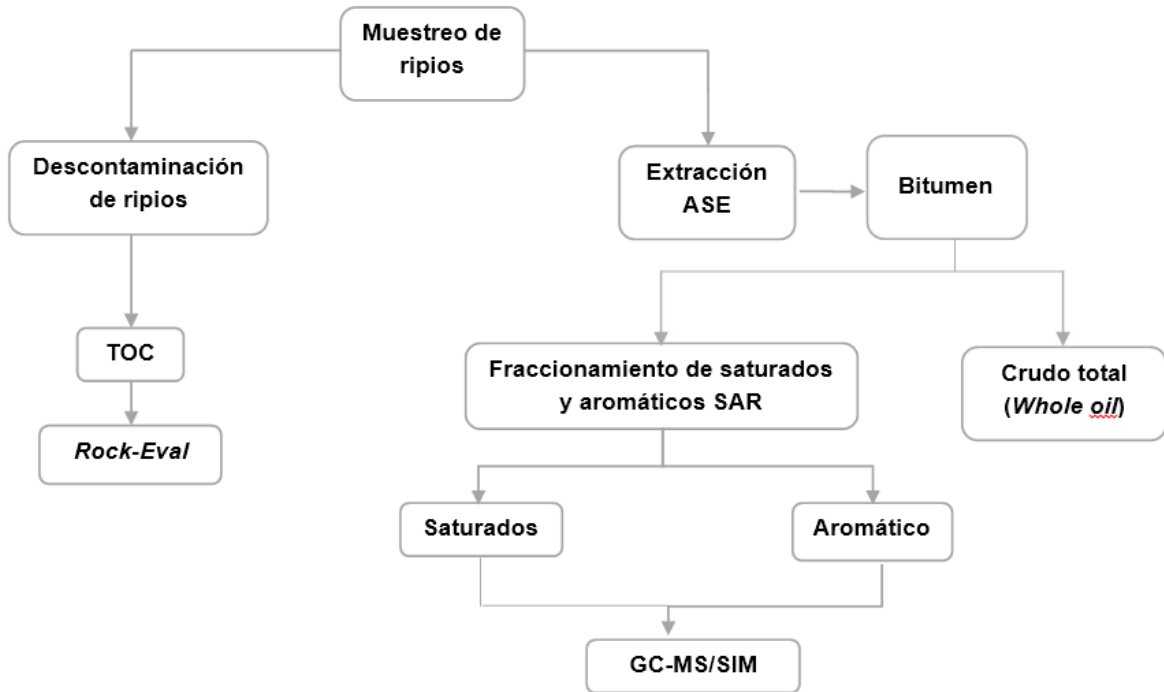 Muestreo de
ripios
Descontaminación
de ripios
Extracción
ASE
Bitumen
TOC
Fraccionamiento de saturados
y aromáticos SAR
Crudo total
(Whole oil)
Rock-Eval
Saturados
Aromático
GC-MS/SIM